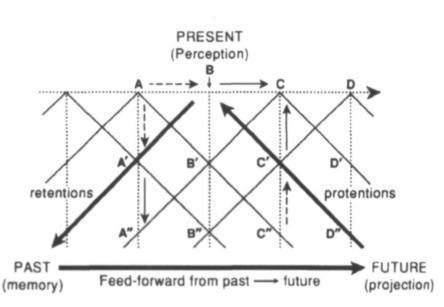 PRESENT
(Perception)
B
A C D
A' B' C' D'
retentions protentions
A" B" C" D"
PAST FUTURE
(memory) Feed-forward from past → future (projection)